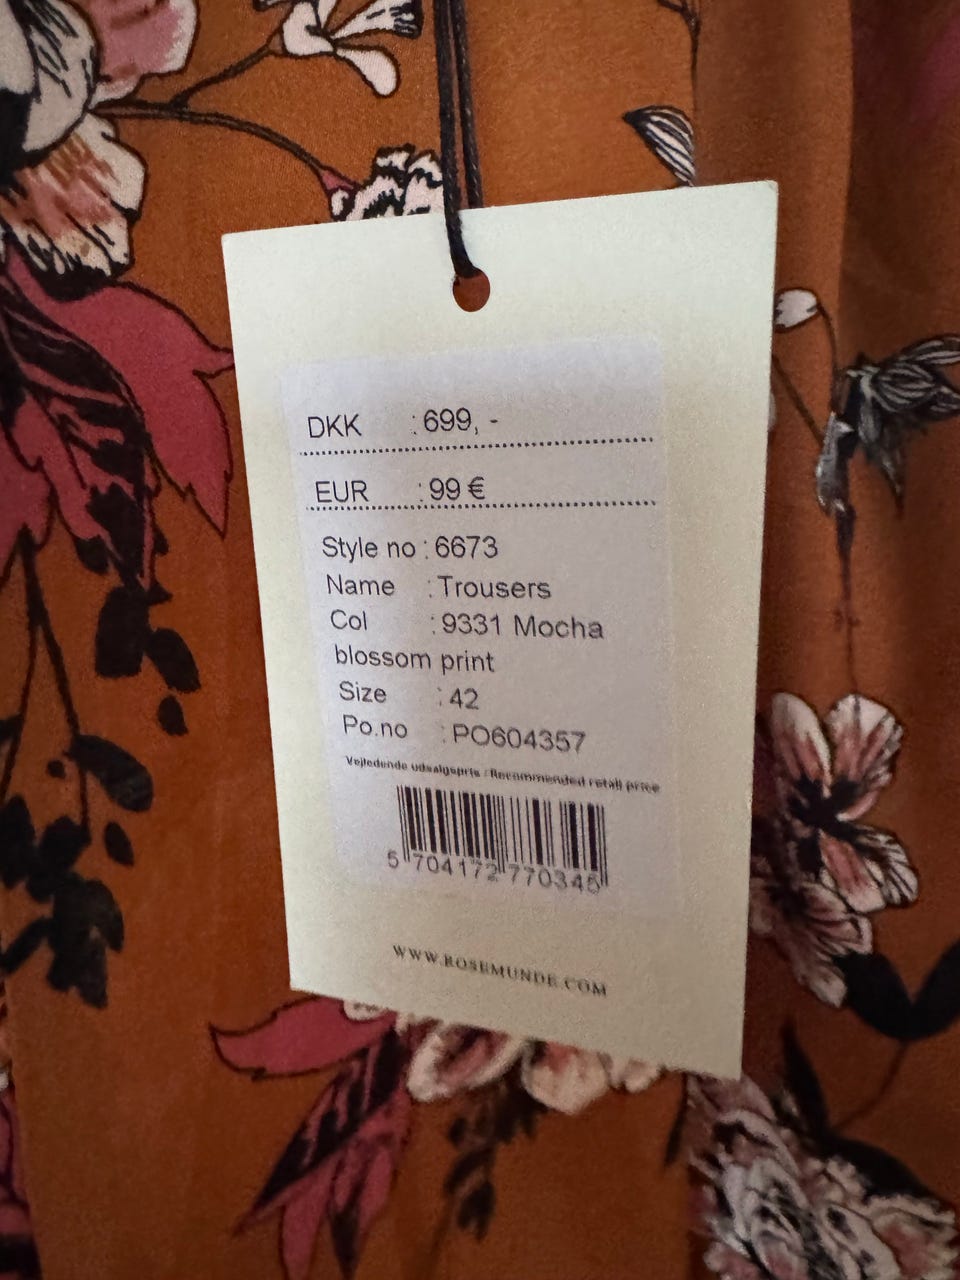 DKK : 699, -
EUR : 99 €
Style no : 6673
Name : Trousers
Col : 9331 Mocha
blossom print
Size : 42
Po.no : PO604357
Vejledende udsalgspris / Recommended retail price
5 704172 770345
WWW.ROSEMUNDE.COM